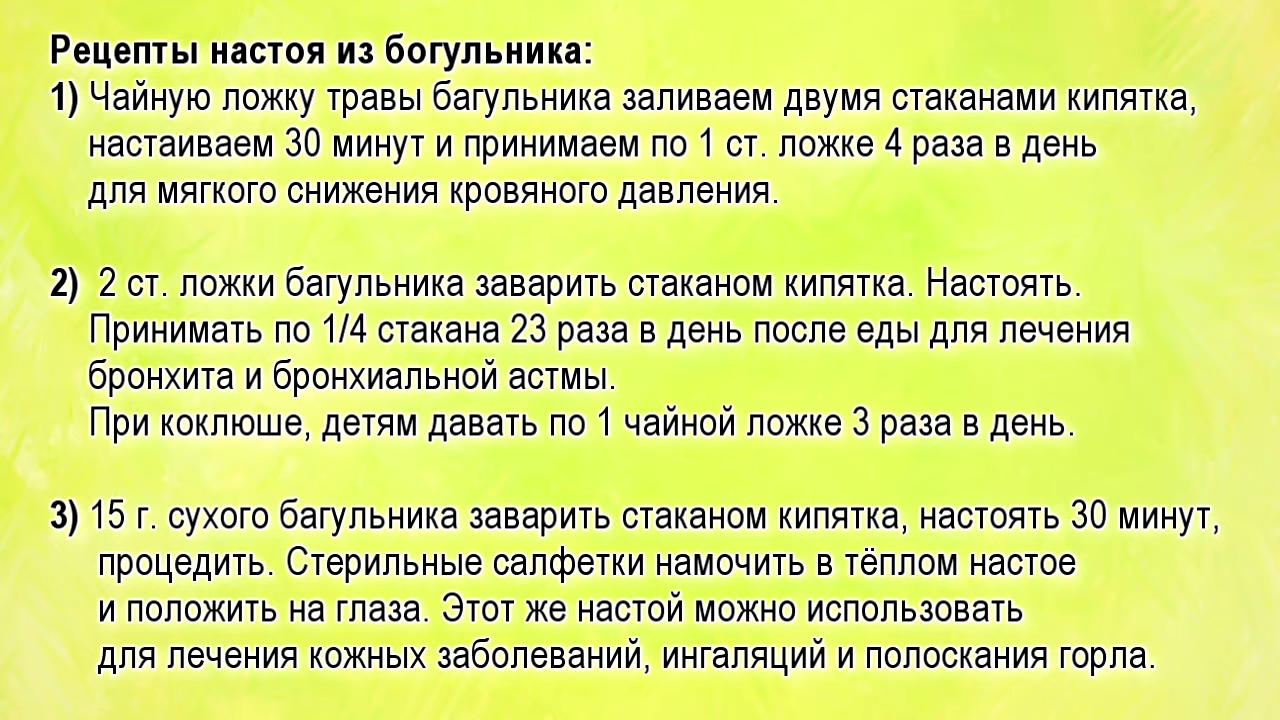 Рецепты настоя из богульника:
1) Чайную ложку травы багульника заливаем двумя стаканами кипятка,
настаиваем 30 минут и принимаем по 1 ст. ложке 4 раза в день
для мягкого снижения кровяного давления.
2) 2 ст. ложки багульника заварить стаканом кипятка. Настоять.
Принимать по 1/4 стакана 23 раза в день после еды для лечения
бронхита и бронхиальной астмы.
При коклюше, детям давать по 1 чайной ложке 3 раза в день.
3) 15 г. сухого багульника заварить стаканом кипятка, настоять 30 минут,
процедить. Стерильные салфетки намочить в тёплом настое
и положить на глаза. Этот же настой можно использовать
для лечения кожных заболеваний, ингаляций и полоскания горла.